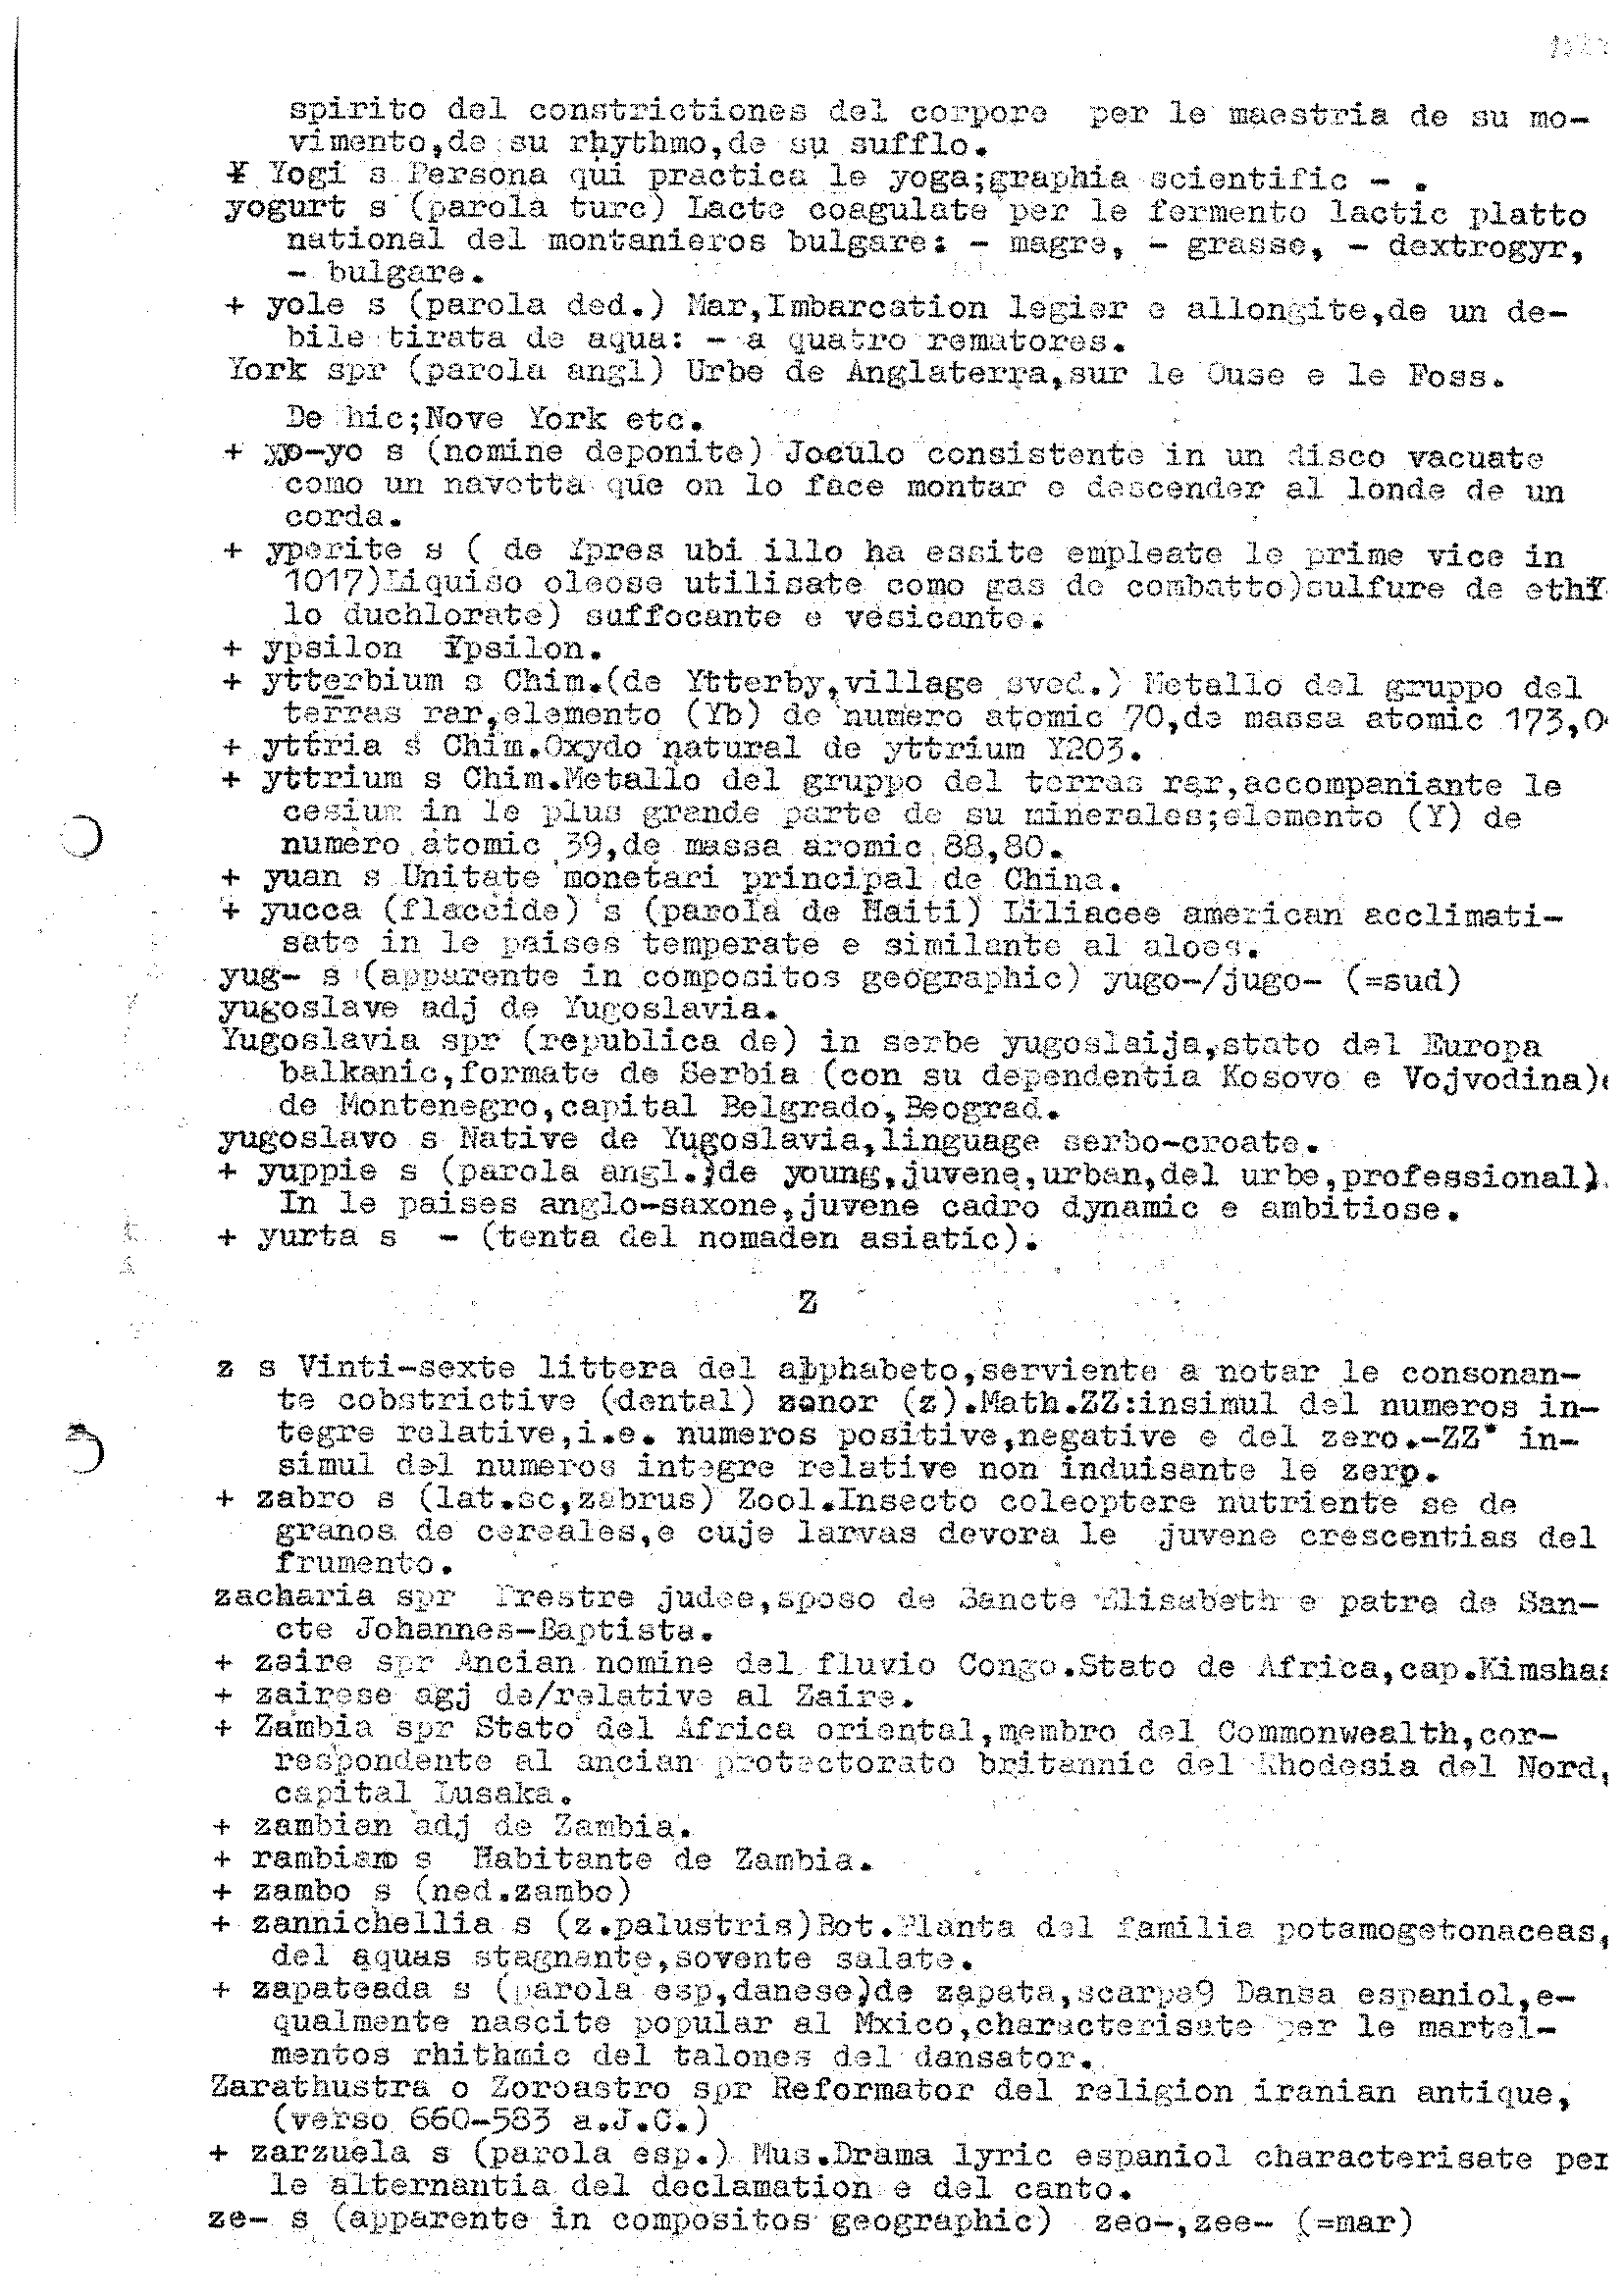 spirito del constrictiones del corpore per le maestria de su mo-
vimento,de su rhythmo,de su sufflo.
Yogi s Persona qui practica le yoga;graphia scientific - .
yogurt s (parola turc) Lacte coagulate per le fermento lactic platto
national del montanieros bulgare: - magre, - grasse, - dextrogyr,
- bulgare.
+ yole s (parola ded.) Mar,Imbarcation legier e allongite,de un de-
bile tirata de aqua: - a quatro rematores.
York spr (parola angl) Urbe de Anglaterra,sur le Ouse e le Foss.
De hic;Nove York etc.
+ yo-yo s (nomine deponite) Joculo consistente in un disco vacuate
como un navetta que on lo face montar e descender al londe de un
corda.
+ yperite s ( de Ypres ubi illo ha essite empleate le prime vice in
1017)Liquiso oleose utilisate como gas de combatto)sulfure de ethy
lo duchlorate) suffocante e vesicante.
+ ypsilon Ypsilon.
+ ytterbium s Chim.(de Ytterby,village sved.) Metallo del gruppo del
terras rar,elemento (Yb) de numero atomic 70,de massa atomic 173,0
+ yttria s Chim.Oxydo natural de yttrium Y2O3.
+ yttrium s Chim.Metallo del gruppo del terras rar,accompaniante le
cesium in le plus grande parte de su minerales;elemento (Y) de
numero atomic 39,de massa aromic 88,80.
+ yuan s Unitate monetari principal de China.
+ yucca (flaccide) s (parola de Haiti) Liliacee american acclimati-
sate in le paises temperate e similante al aloes.
yug- s (apparente in compositos geographic) yugo-/jugo- (=sud)
yugoslave adj de Yugoslavia.
Yugoslavia spr (republica de) in serbe yugoslaija,stato del Europa
balkanic,formate de Serbia (con su dependentia Kosovo e Vojvodina)e
de Montenegro,capital Belgrado,Beograd.
yugoslavo s Native de Yugoslavia,linguage serbo-croate.
+ yuppie s (parola angl.)de young,juvene,urban,del urbe,professional).
In le paises anglo-saxone,juvene cadro dynamic e ambitiose.
+ yurta s - (tenta del nomaden asiatic).
Z
z s Vinti-sexte littera del alphabeto,serviente a notar le consonan-
te cobstrictive (dental) sonor (z).Math.ZZ:insimul del numeros in-
tegre relative,i.e. numeros positive,negative e del zero.-ZZ* in-
simul del numeros integre relative non induisante le zero.
+ zabro s (lat.sc,zabrus) Zool.Insecto coleoptere nutriente se de
granos de cereales,e cuje larvas devora le juvene crescentias del
frumento.
zacharia spr Prestre judee,sposo de Sancte Elisabeth e patre de San-
cte Johannes-Baptista.
+ zaire spr Ancian nomine del fluvio Congo.Stato de Africa,cap.Kimshas
+ zairese agj de/relative al Zaire.
+ Zambia spr Stato del Africa oriental,membro del Commonwealth,cor-
respondente al ancian protectorato britannic del Rhodesia del Nord,
capital Lusaka.
+ zambian adj de Zambia.
+ rambiano s Habitante de Zambia.
+ zambo s (ned.zambo)
+ zannichellia s (z.palustris)Bot.Planta del familia potamogetonaceas,
del aquas stagnante,sovente salate.
+ zapateada s (parola esp,danese)de zapata,scarpa9 Dansa espaniol,e-
qualmente nascite popular al Mxico,characterisate per le martel-
mentos rhithmic del talones del dansator.
Zarathustra o Zoroastro spr Reformator del religion iranian antique,
(verso 660-583 a.J.C.)
+ zarzuela s (parola esp.) Mus.Drama lyric espaniol characterisate per
le alternantia del declamation e del canto.
ze- s (apparente in compositos geographic) zeo-,zee- (=mar)